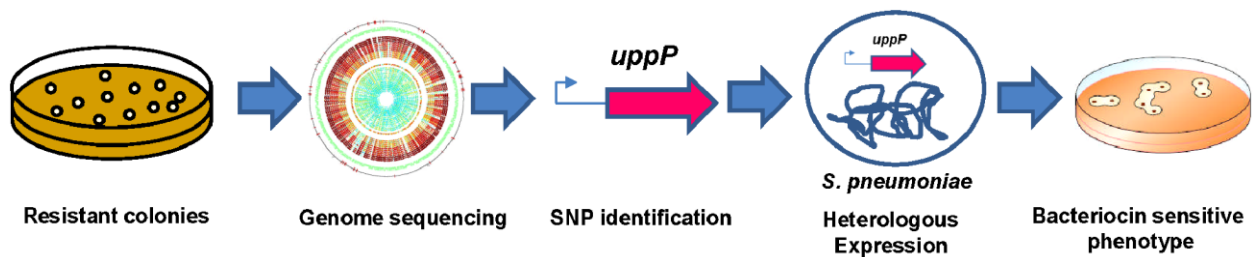 uppP
uppP
S. pneumoniae
Resistant colonies
Genome sequencing
SNP identification
Heterologous
Expression
Bacteriocin sensitive
phenotype